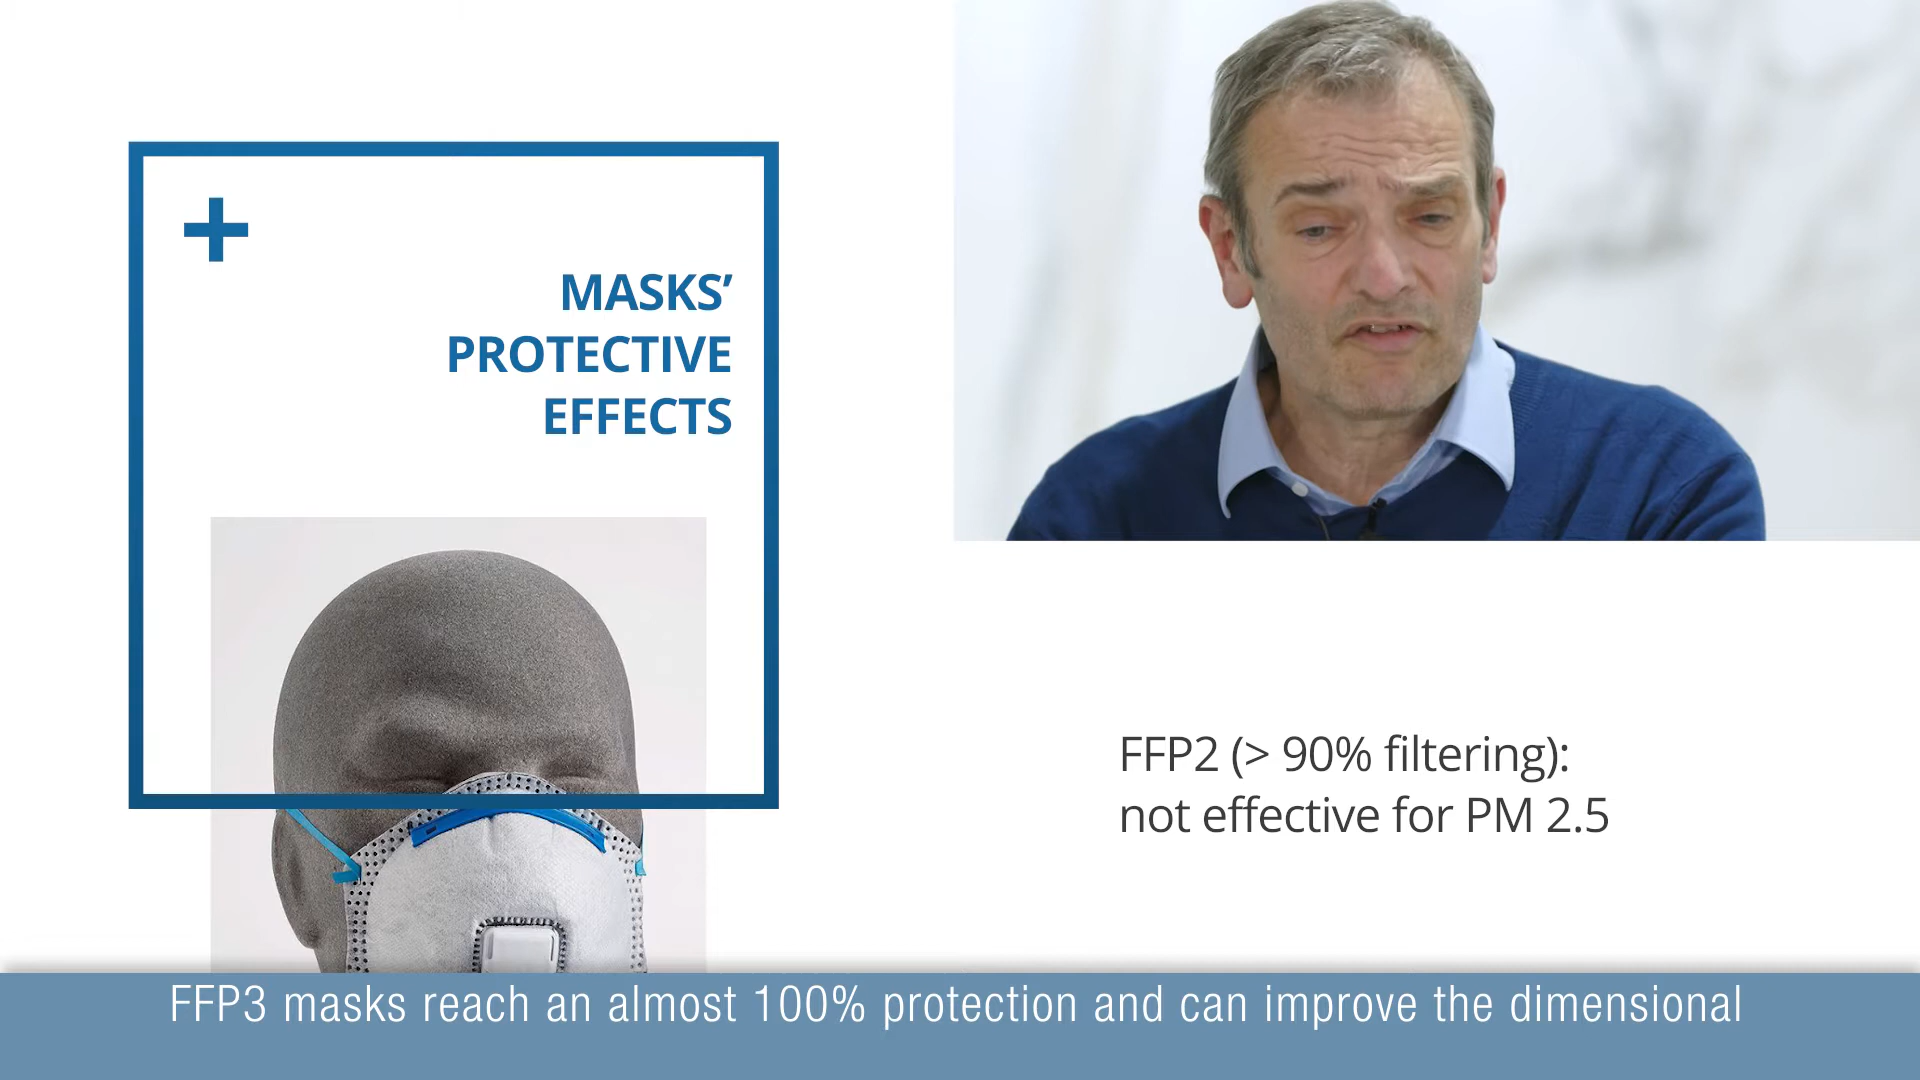 MASKS’
PROTECTIVE
EFFECTS
FFP2 (> 90% filtering):
not effective for PM 2.5
FFP3 masks reach an almost 100% protection and can improve the dimensional